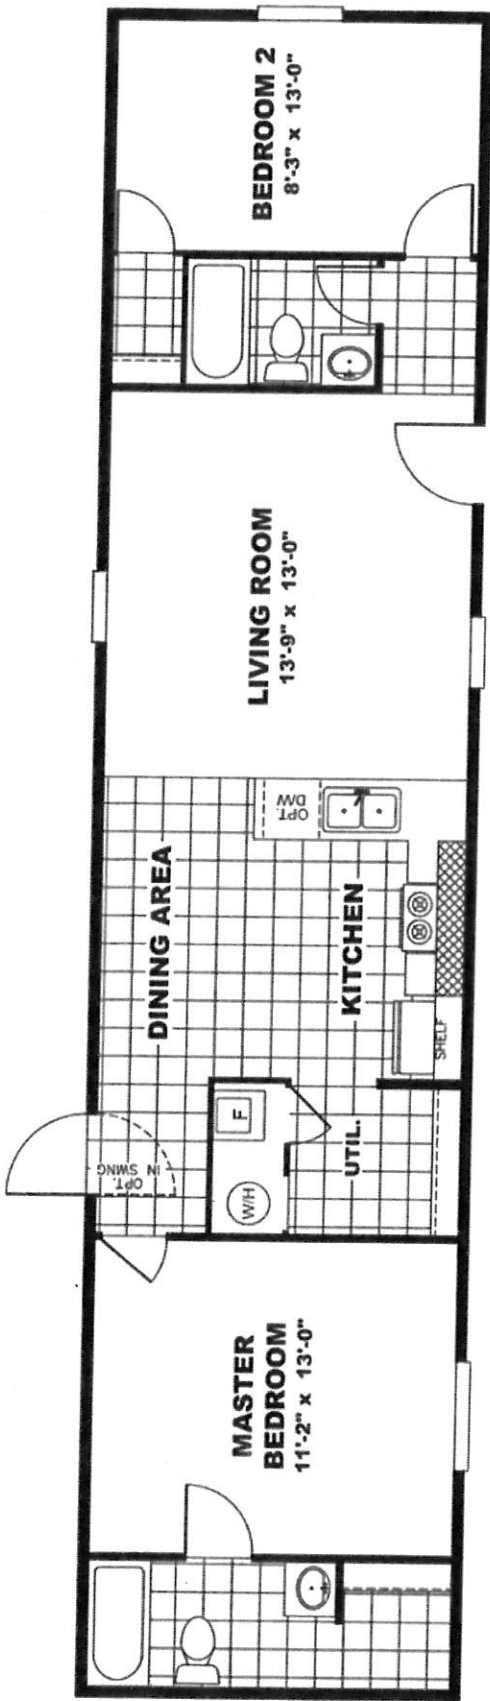 BEDROOM 2
8'-3" x 13'-0"
LIVING ROOM
13'-9" x 13'-0"
OPT.
D/W
DINING AREA
KITCHEN
SHELF
F
OPT.
IN SWING
W/H
UTIL.
MASTER
BEDROOM
11'-2" x 13'-0"